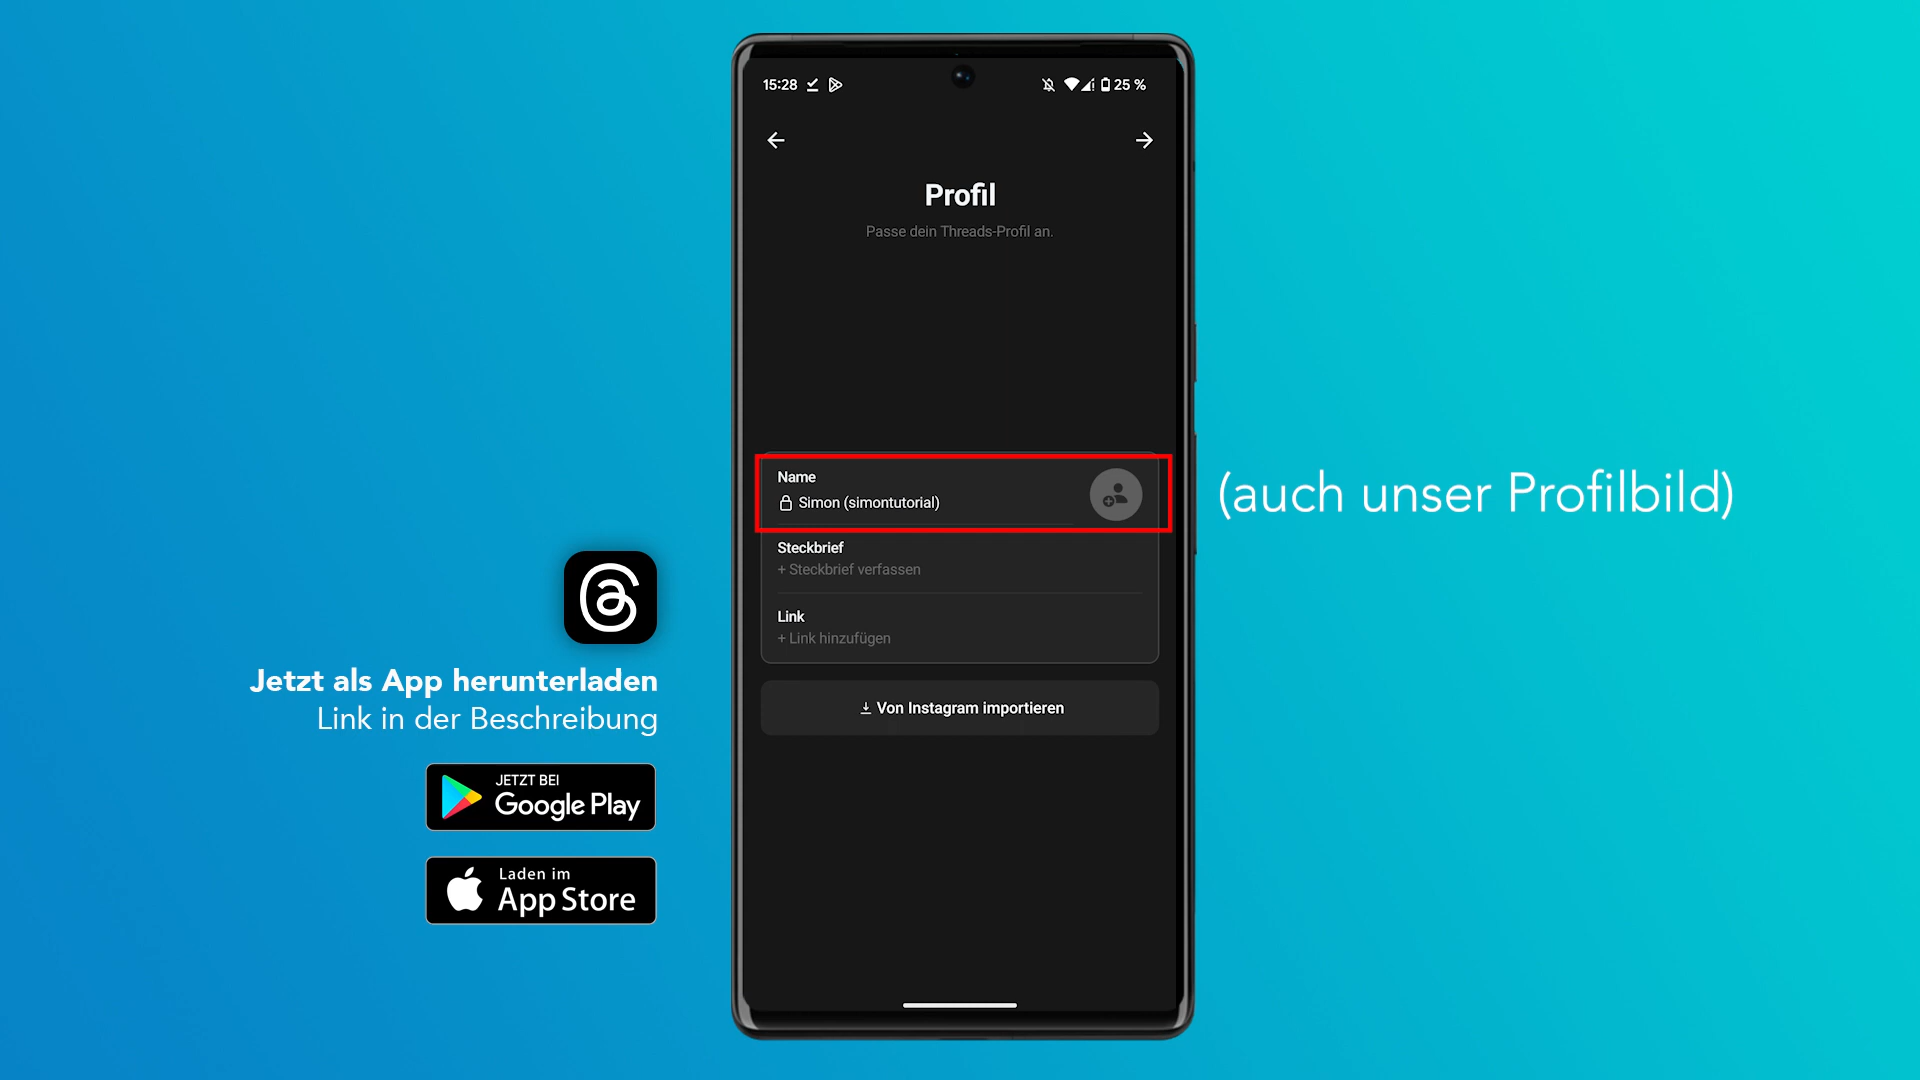 15:28
25 %
Profil
Passe dein Threads-Profil an.
Name
Simon (simontutorial)
Steckbrief
+ Steckbrief verfassen
Link
+ Link hinzufügen
Von Instagram importieren
(auch unser Profilbild)
Jetzt als App herunterladen
Link in der Beschreibung
JETZT BEI
Google Play
Laden im
App Store